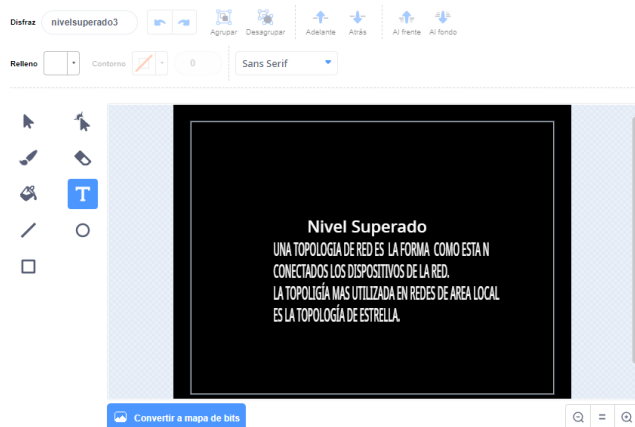 Disfraz
nivelsuperado3
Agrupar
Desagrupar
Adelante
Atrás
Al frente
Al fondo
Relleno
Contorno
0
Sans Serif
T
Nivel Superado
UNA TOPOLOGIA DE RED ES LA FORMA COMO ESTA N
CONECTADOS LOS DISPOSITIVOS DE LA RED.
LA TOPOLIGÍA MAS UTILIZADA EN REDES DE AREA LOCAL
ES LA TOPOLOGÍA DE ESTRELLA.
Convertir a mapa de bits